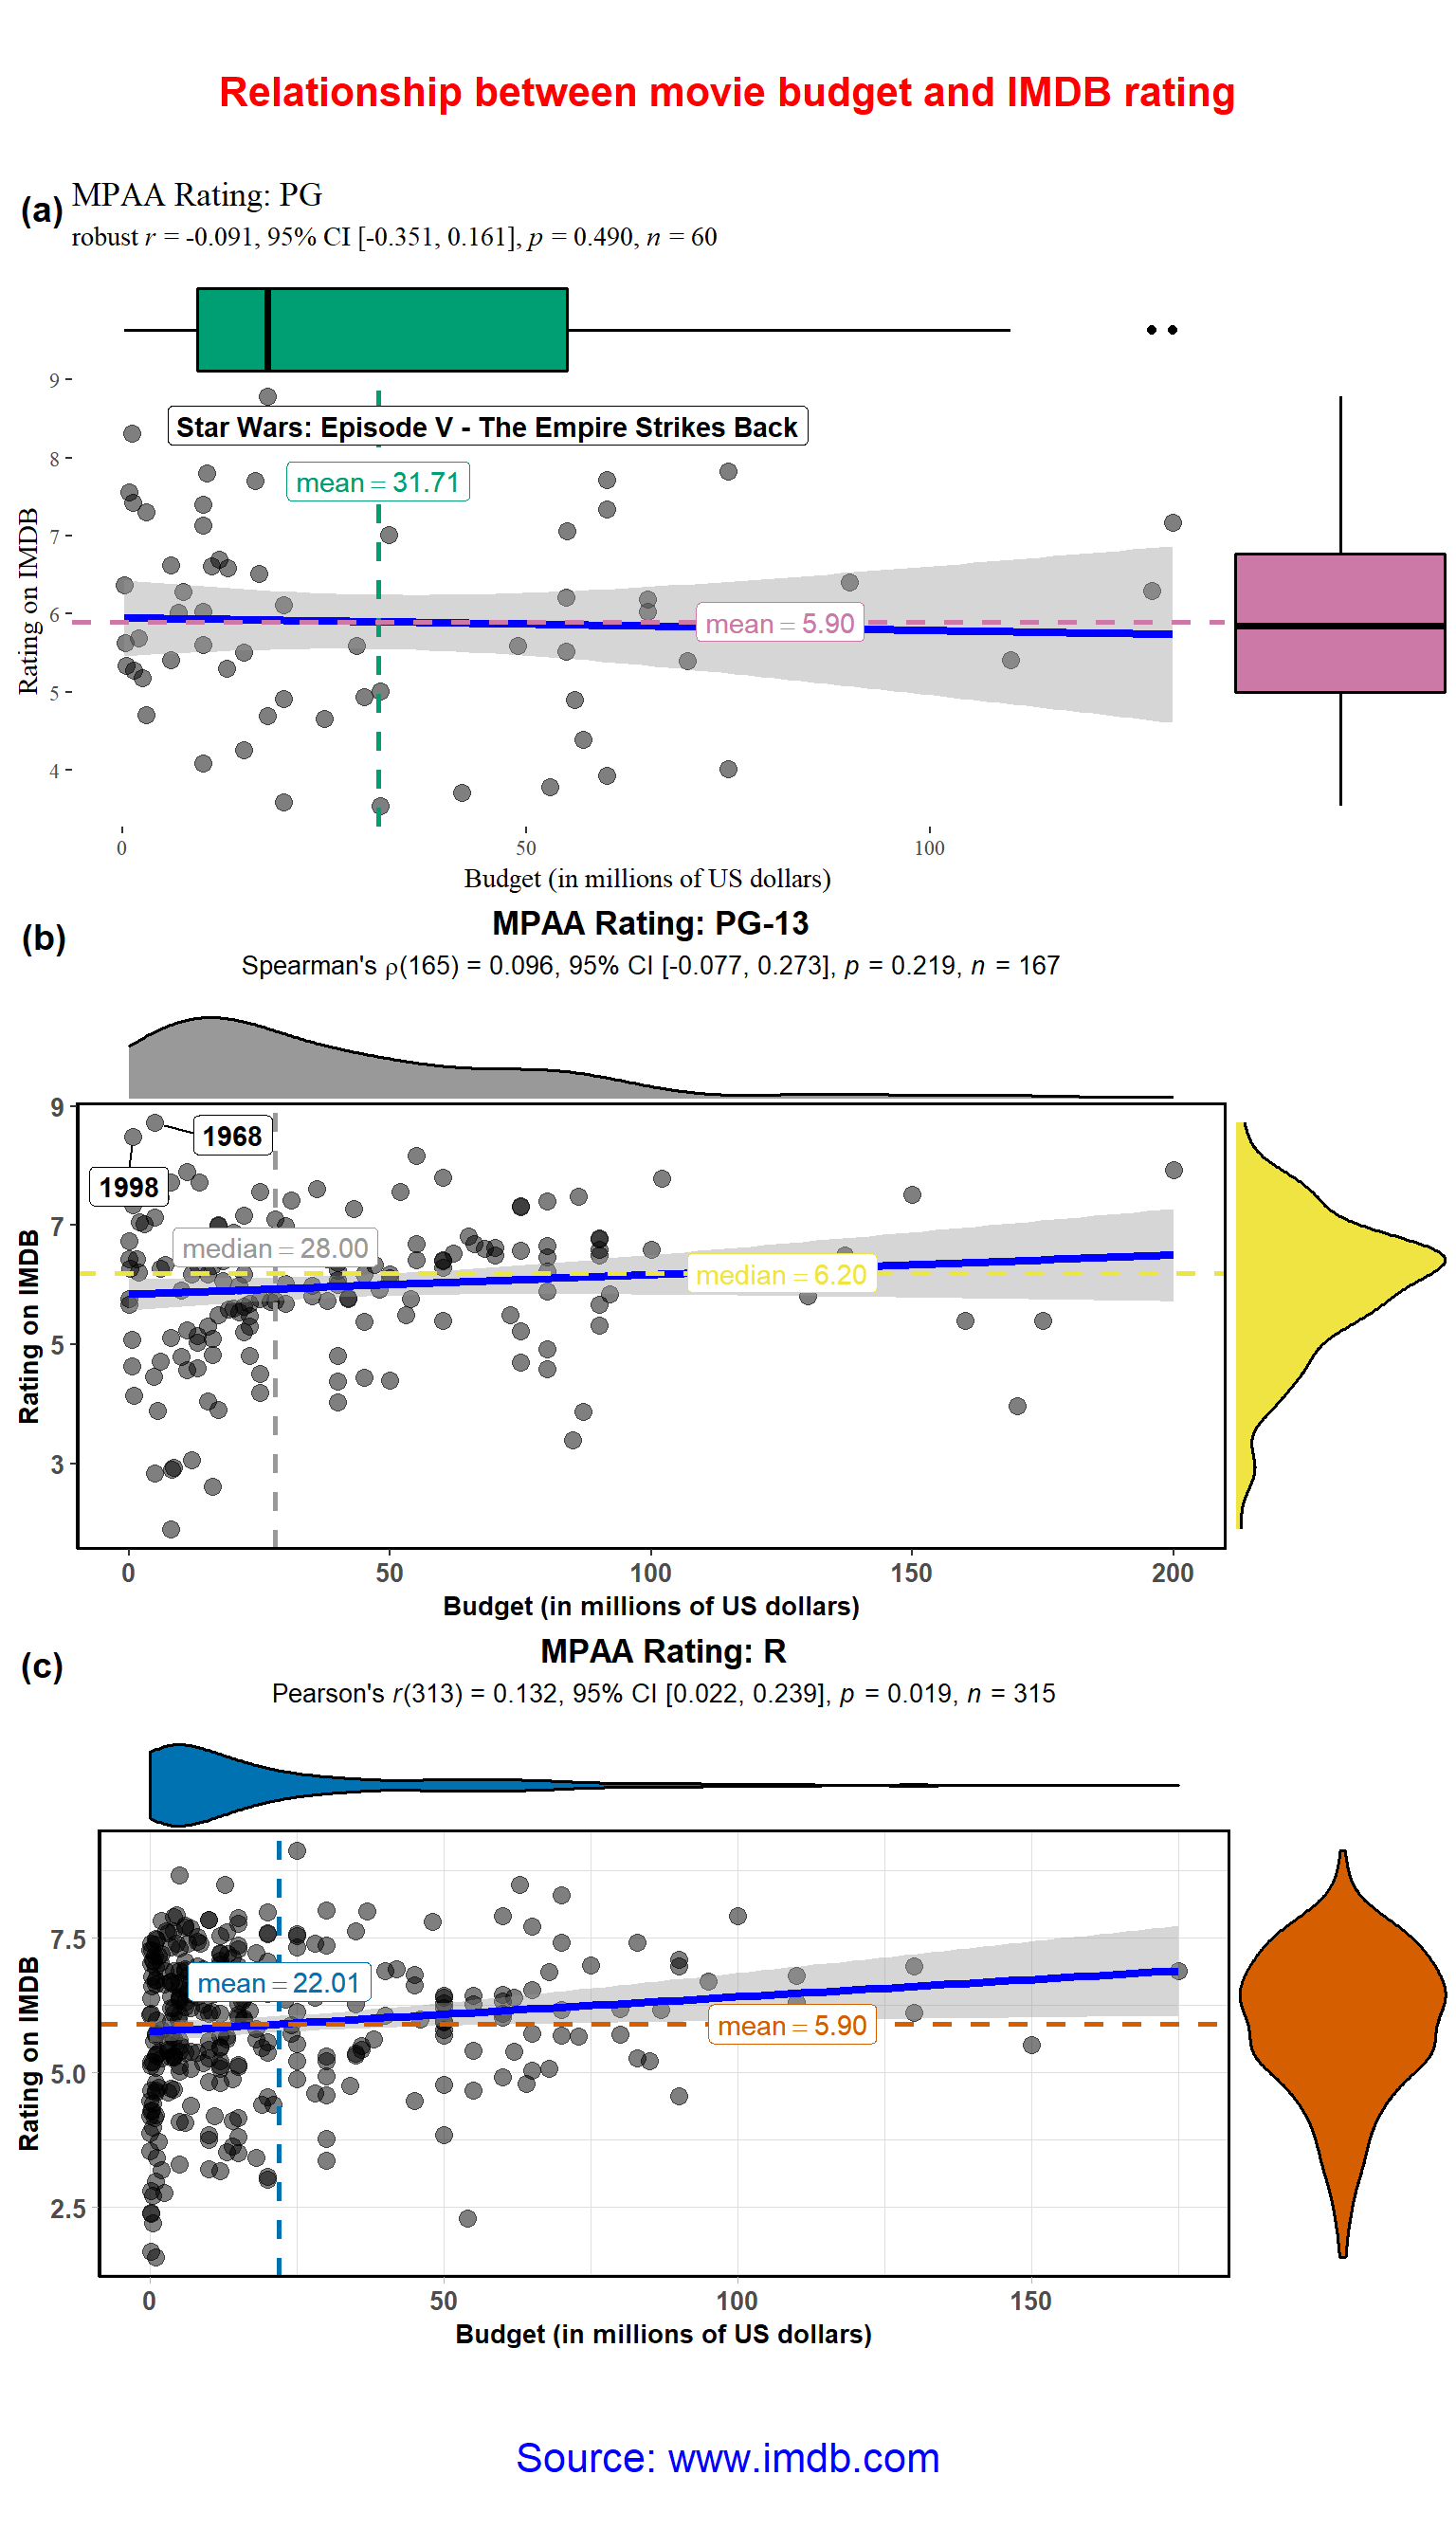 Relationship between movie budget and IMDB rating
(a)
MPAA Rating: PG
robust r = -0.091, 95% CI [-0.351, 0.161], p = 0.490, n = 60
9
8
7
6
5
4
Rating on IMDB
Star Wars: Episode V - The Empire Strikes Back
mean = 31.71
mean = 5.90
0
50
100
Budget (in millions of US dollars)
(b)
MPAA Rating: PG-13
Spearman's ρ(165) = 0.096, 95% CI [-0.077, 0.273], p = 0.219, n = 167
9
7
5
3
Rating on IMDB
1968
1998
median = 28.00
median = 6.20
0
50
100
150
200
Budget (in millions of US dollars)
(c)
MPAA Rating: R
Pearson's r(313) = 0.132, 95% CI [0.022, 0.239], p = 0.019, n = 315
7.5
5.0
2.5
Rating on IMDB
mean = 22.01
mean = 5.90
0
50
100
150
Budget (in millions of US dollars)
Source: www.imdb.com